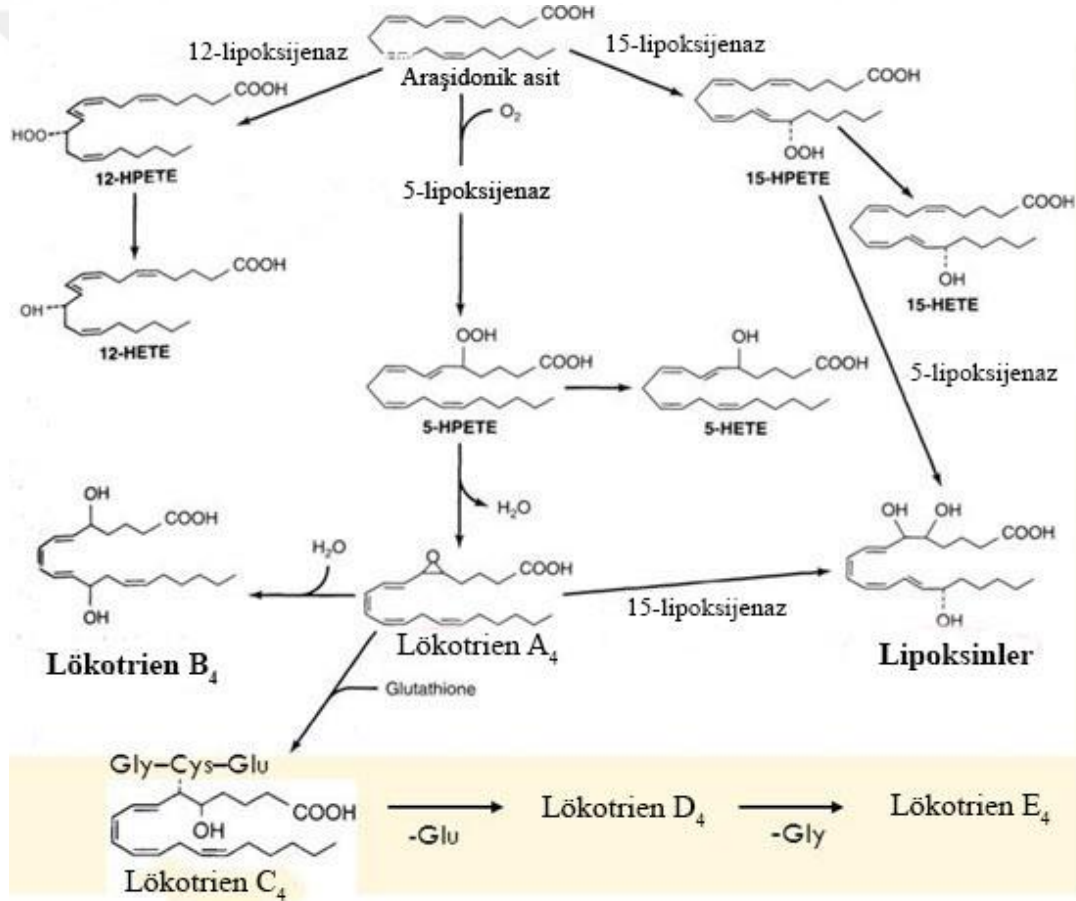 COOH
Araşidonik asit
12-lipoksijenaz
15-lipoksijenaz
O₂
COOH
HOO
12-HPETE
COOH
OOH
15-HPETE
5-lipoksijenaz
COOH
OH
12-HETE
COOH
OH
15-HETE
OOH
COOH
5-HPETE
OH
COOH
5-HETE
5-lipoksijenaz
H₂O
OH
COOH
OH
Lökotrien B₄
H₂O
O
COOH
Lökotrien A₄
15-lipoksijenaz
OH
OH
COOH
OH
Lipoksinler
Glutathione
Gly-Cys-Glu
COOH
OH
Lökotrien C₄
-Glu
Lökotrien D₄
-Gly
Lökotrien E₄